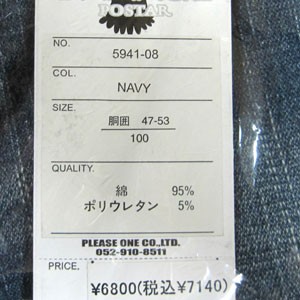 POSTAR.
NO.
5941-08
COL.
NAVY
SIZE.
胴囲 47-53
100
QUALITY.
綿 95%
ポリウレタン 5%
PLEASE ONE CO.,LTD.
052-910-8511
PRICE.
¥6800(税込¥7140)